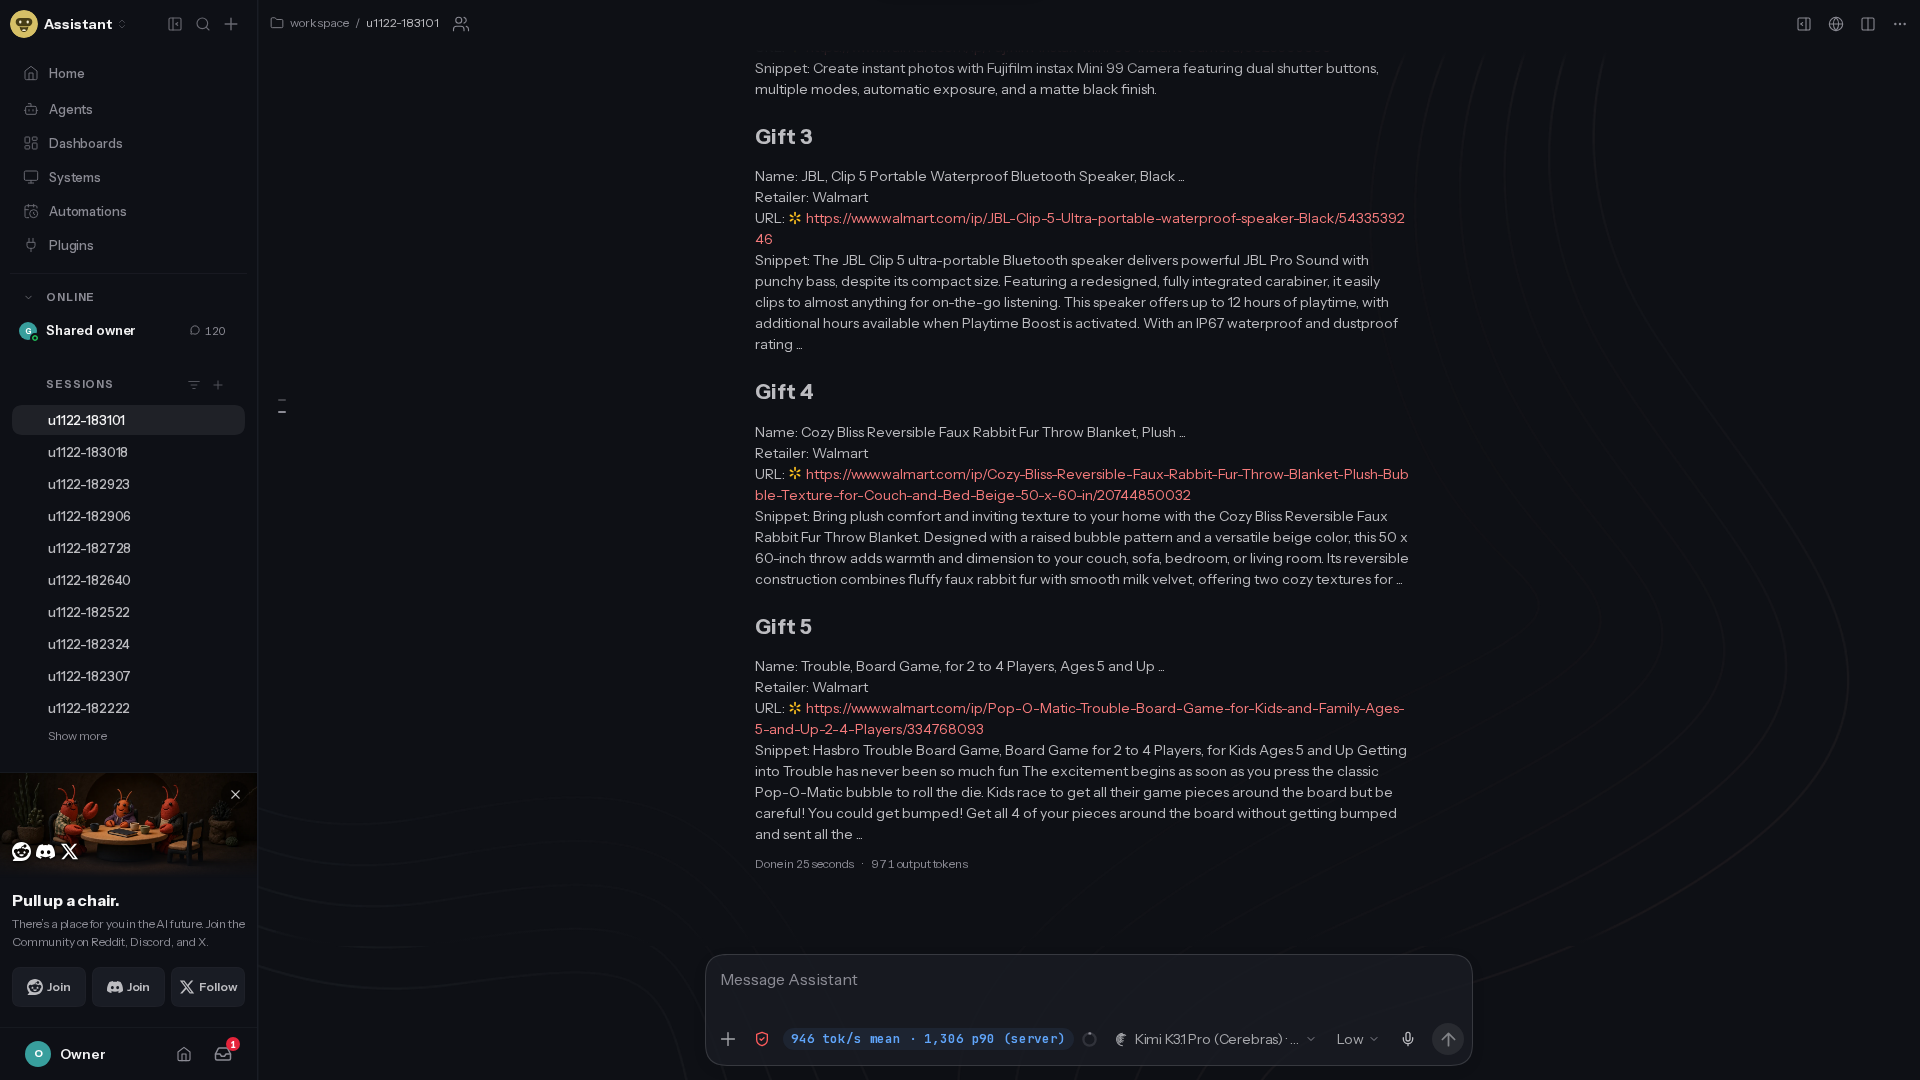 Assistant
Home
Agents
Dashboards
Systems
Automations
Plugins
ONLINE
G
Shared owner
120
SESSIONS
u1122-183101
u1122-183018
u1122-182923
u1122-182906
u1122-182728
u1122-182640
u1122-182522
u1122-182324
u1122-182307
u1122-182222
Show more
Pull up a chair.
There's a place for you in the AI future. Join the
Community on Reddit, Discord, and X.
Join
Join
Follow
O
Owner
1
workspace / u1122-183101
Snippet: Create instant photos with Fujifilm instax Mini 99 Camera featuring dual shutter buttons,
multiple modes, automatic exposure, and a matte black finish.
Gift 3
Name: JBL, Clip 5 Portable Waterproof Bluetooth Speaker, Black ...
Retailer: Walmart
URL: https://www.walmart.com/ip/JBL-Clip-5-Ultra-portable-waterproof-speaker-Black/54335392
46
Snippet: The JBL Clip 5 ultra-portable Bluetooth speaker delivers powerful JBL Pro Sound with
punchy bass, despite its compact size. Featuring a redesigned, fully integrated carabiner, it easily
clips to almost anything for on-the-go listening. This speaker offers up to 12 hours of playtime, with
additional hours available when Playtime Boost is activated. With an IP67 waterproof and dustproof
rating ...
Gift 4
Name: Cozy Bliss Reversible Faux Rabbit Fur Throw Blanket, Plush ...
Retailer: Walmart
URL: https://www.walmart.com/ip/Cozy-Bliss-Reversible-Faux-Rabbit-Fur-Throw-Blanket-Plush-Bub
ble-Texture-for-Couch-and-Bed-Beige-50-x-60-in/20744850032
Snippet: Bring plush comfort and inviting texture to your home with the Cozy Bliss Reversible Faux
Rabbit Fur Throw Blanket. Designed with a raised bubble pattern and a versatile beige color, this 50 x
60-inch throw adds warmth and dimension to your couch, sofa, bedroom, or living room. Its reversible
construction combines fluffy faux rabbit fur with smooth milk velvet, offering two cozy textures for ...
Gift 5
Name: Trouble, Board Game, for 2 to 4 Players, Ages 5 and Up ...
Retailer: Walmart
URL: https://www.walmart.com/ip/Pop-O-Matic-Trouble-Board-Game-for-Kids-and-Family-Ages-
5-and-Up-2-4-Players/334768093
Snippet: Hasbro Trouble Board Game, Board Game for 2 to 4 Players, for Kids Ages 5 and Up Getting
into Trouble has never been so much fun The excitement begins as soon as you press the classic
Pop-O-Matic bubble to roll the die. Kids race to get all their game pieces around the board but be
careful! You could get bumped! Get all 4 of your pieces around the board without getting bumped
and sent all the ...
Done in 25 seconds · 971 output tokens
Message Assistant
946 tok/s mean · 1,306 p90 (server)
Kimi K3.1 Pro (Cerebras) · ...
Low